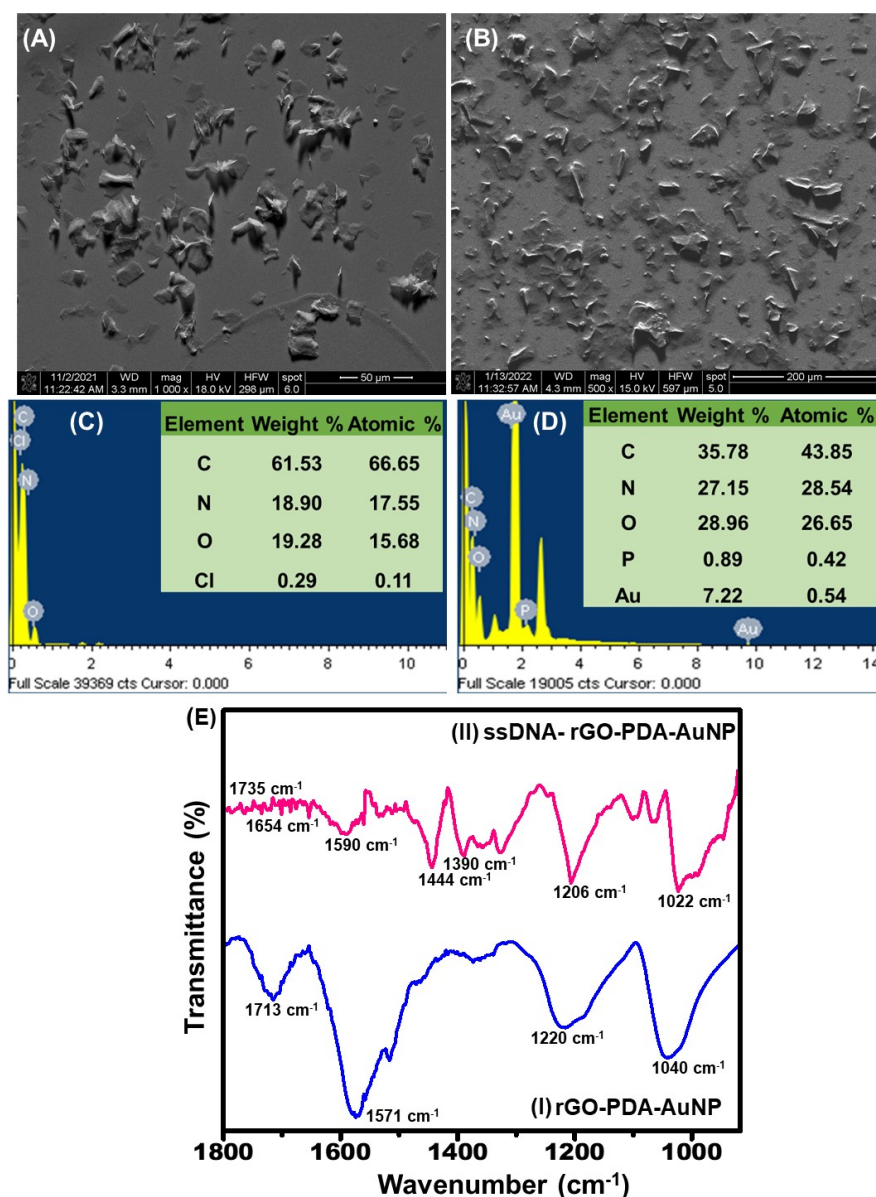 (A)
11/2/2021 WD mag HV HFW spot
11:22:42 AM 3.3 mm 1 000 x 18.0 kV 298 µm 6.0
50 µm
(B)
1/13/2022 WD mag HV HFW spot
11:32:57 AM 4.3 mm 500 x 15.0 kV 597 µm 5.0
200 µm
(C)
C
Cl
N
O
Element Weight % Atomic %
C 61.53 66.65
N 18.90 17.55
O 19.28 15.68
Cl 0.29 0.11
0 2 4 6 8 10
Full Scale 39369 cts Cursor: 0.000
(D)
Au
C
N
O
P
Au
Element Weight % Atomic %
C 35.78 43.85
N 27.15 28.54
O 28.96 26.65
P 0.89 0.42
Au 7.22 0.54
0 2 4 6 8 10 12 14
Full Scale 19005 cts Cursor: 0.000
(E)
(II) ssDNA- rGO-PDA-AuNP
1735 cm-1
1654 cm-1
1590 cm-1
1444 cm-1
1390 cm-1
1206 cm-1
1022 cm-1
1713 cm-1
1571 cm-1
1220 cm-1
1040 cm-1
(I) rGO-PDA-AuNP
Transmittance (%)
1800 1600 1400 1200 1000
Wavenumber (cm-1)